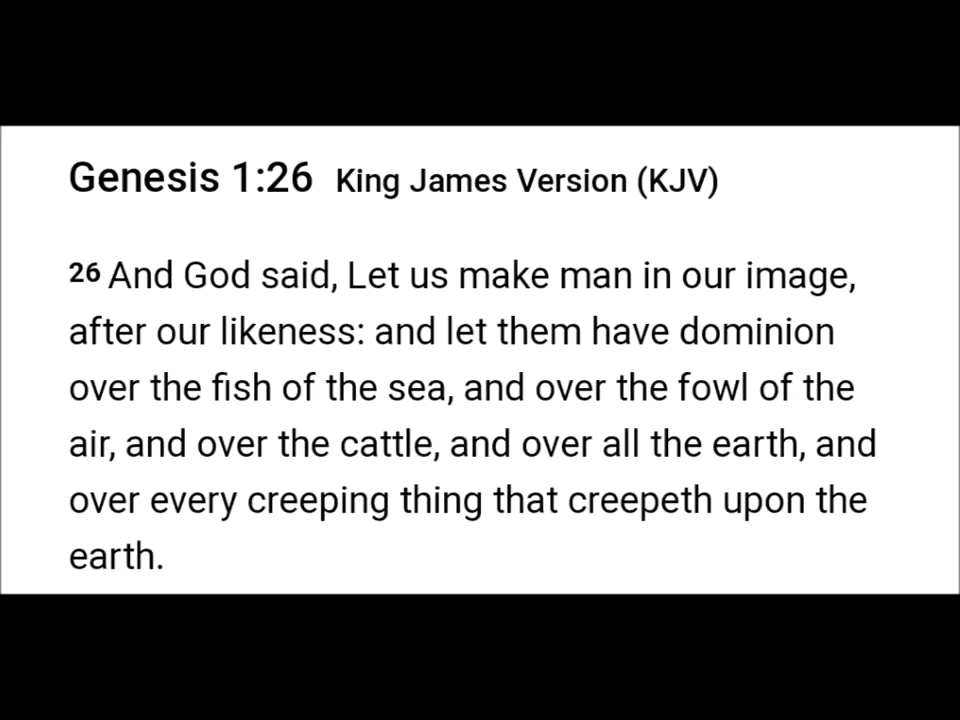 Genesis 1:26 King James Version (KJV)
26 And God said, Let us make man in our image,
after our likeness: and let them have dominion
over the fish of the sea, and over the fowl of the
air, and over the cattle, and over all the earth, and
over every creeping thing that creepeth upon the
earth.